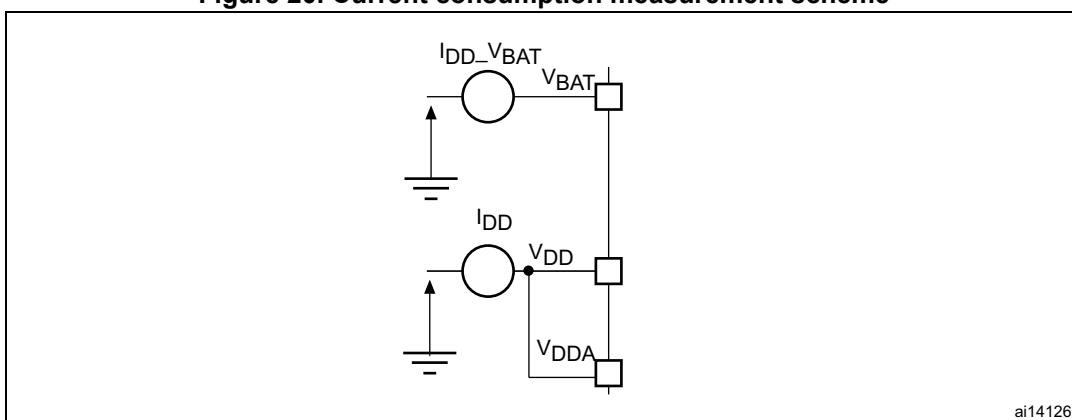 Figure 20. Current consumption measurement scheme
IDD_VBAT
VBAT
IDD
VDD
VDDA
ai14126